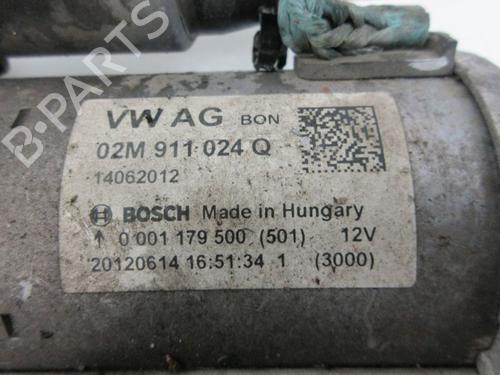 VW AG BON
02M 911 024 Q
14062012
BOSCH Made in Hungary
↑ 0 001 179 500 (501) 12V
20120614 16:51:34 1 (3000)
B-PARTS